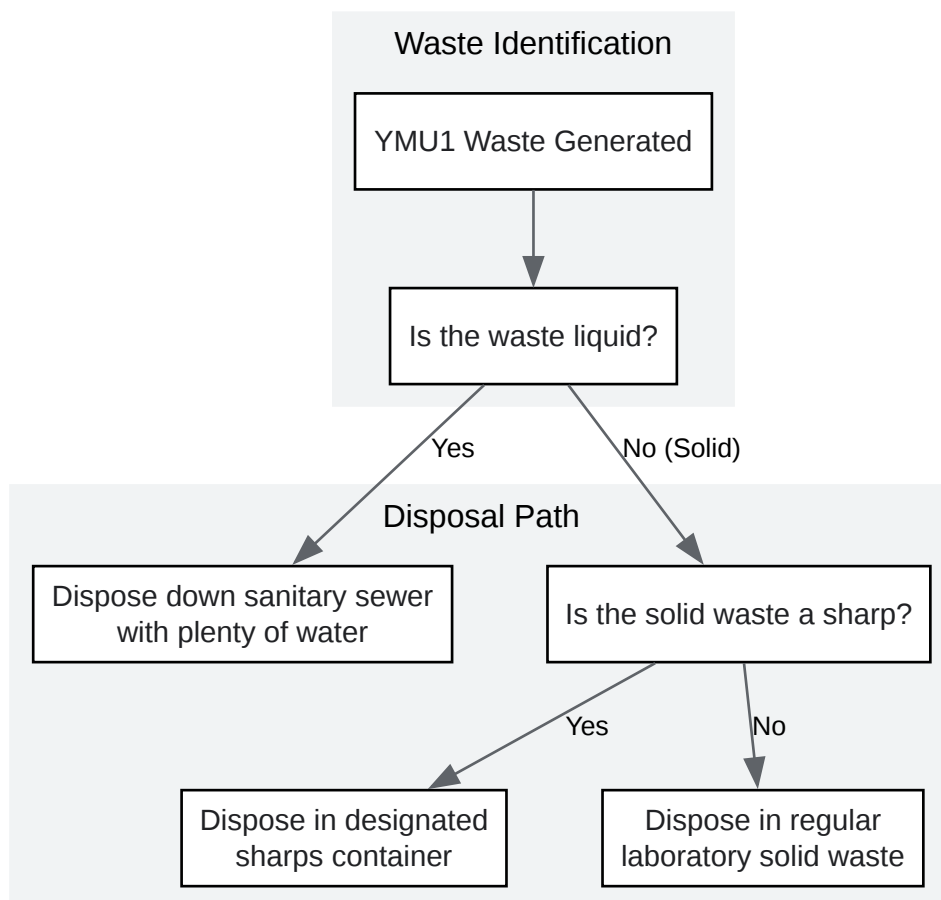 Waste Identification
YMU1 Waste Generated
Is the waste liquid?
Yes
No (Solid)
Disposal Path
Dispose down sanitary sewer
with plenty of water
Is the solid waste a sharp?
Yes
No
Dispose in designated
sharps container
Dispose in regular
laboratory solid waste